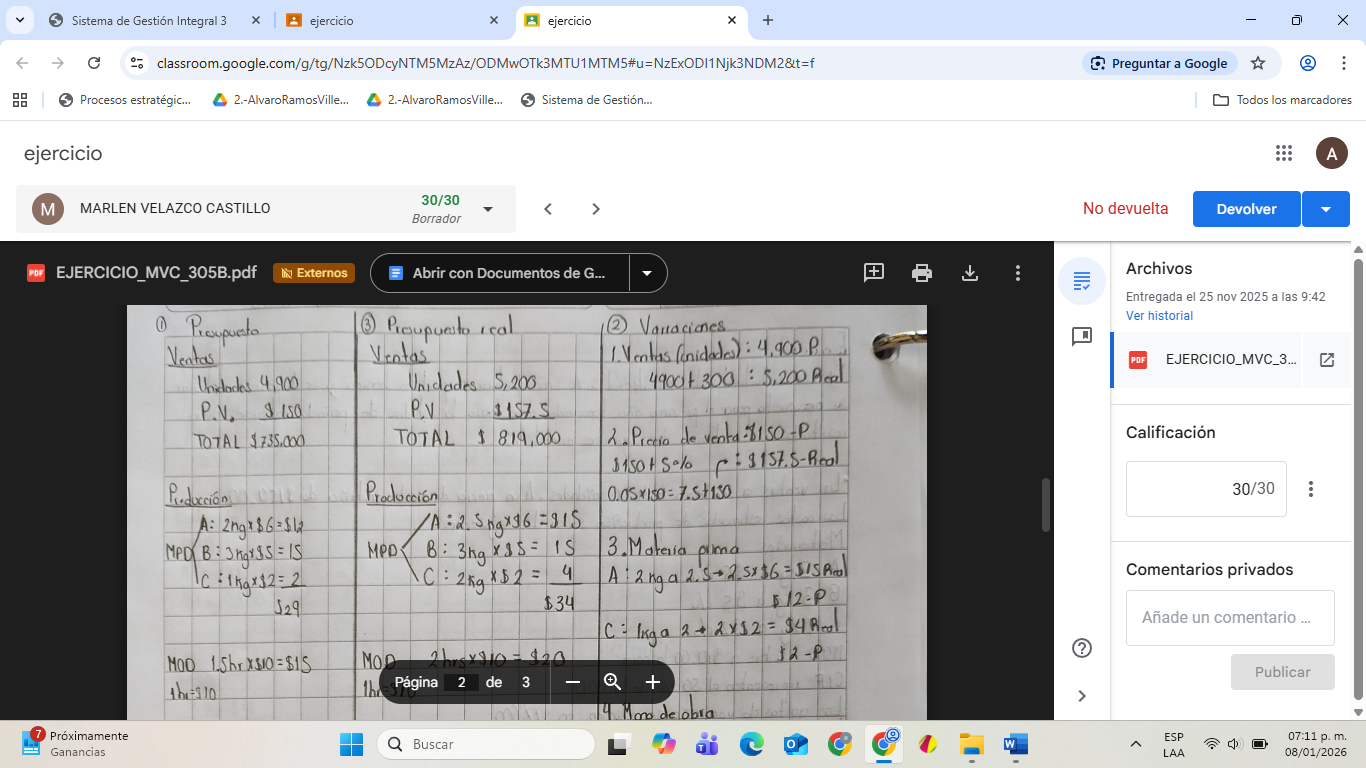 Sistema de Gestión Integral 3
ejercicio
ejercicio
classroom.google.com/g/tg/Nzk5ODcyNTM5MzAz/ODMwOTk3MTU1MTM5#u=NzExODI1Njk3NDM2&t=f
Preguntar a Google
Procesos estratégic...
2.-AlvaroRamosVille...
2.-AlvaroRamosVille...
Sistema de Gestión...
Todos los marcadores
ejercicio
A
M
MARLEN VELAZCO CASTILLO
30/30
Borrador
No devuelta
Devolver
PDF
EJERCICIO_MVC_305B.pdf
Externos
Abrir con Documentos de G...
① Presupuesto
Ventas
Unidades 4,900
P.V. $150
TOTAL $735,000
Producción
MPD
A: 2kg x $6 = $12
B: 3kg x $5 = 15
C: 1kg x $2 = 2
$29
MOD 1.5hr x $10 = $15
1hr=$10
③ Presupuesto real
Ventas
Unidades 5,200
P.V $157.5
TOTAL $ 819,000
Producción
MPD
A: 2.5kg x $6 = $15
B: 3kg x $5 = 15
C: 2kg x $2 = 4
$34
MOD 2hrs x $10 = $20
② Variaciones
1. Ventas (unidades): 4,900 P
4900 + 300 : 5,200 Real
2. Precio de venta: $150-P
$150 + 5% : $157.5-Real
0.05x150 = 7.5+150
3. Materia prima
A: 2kg a 2.5 → 2.5 x $6 = $15 Real
$12-P
C: 1kg a 2 → 2 x $2 = $4 Real
$2-P
4. Mano de obra
Página 2 de 3
Archivos
Entregada el 25 nov 2025 a las 9:42
Ver historial
PDF
EJERCICIO_MVC_3...
Calificación
30/30
Comentarios privados
Añade un comentario ...
Publicar
7
Próximamente
Ganancias
Buscar
ESP
LAA
07:11 p. m.
08/01/2026